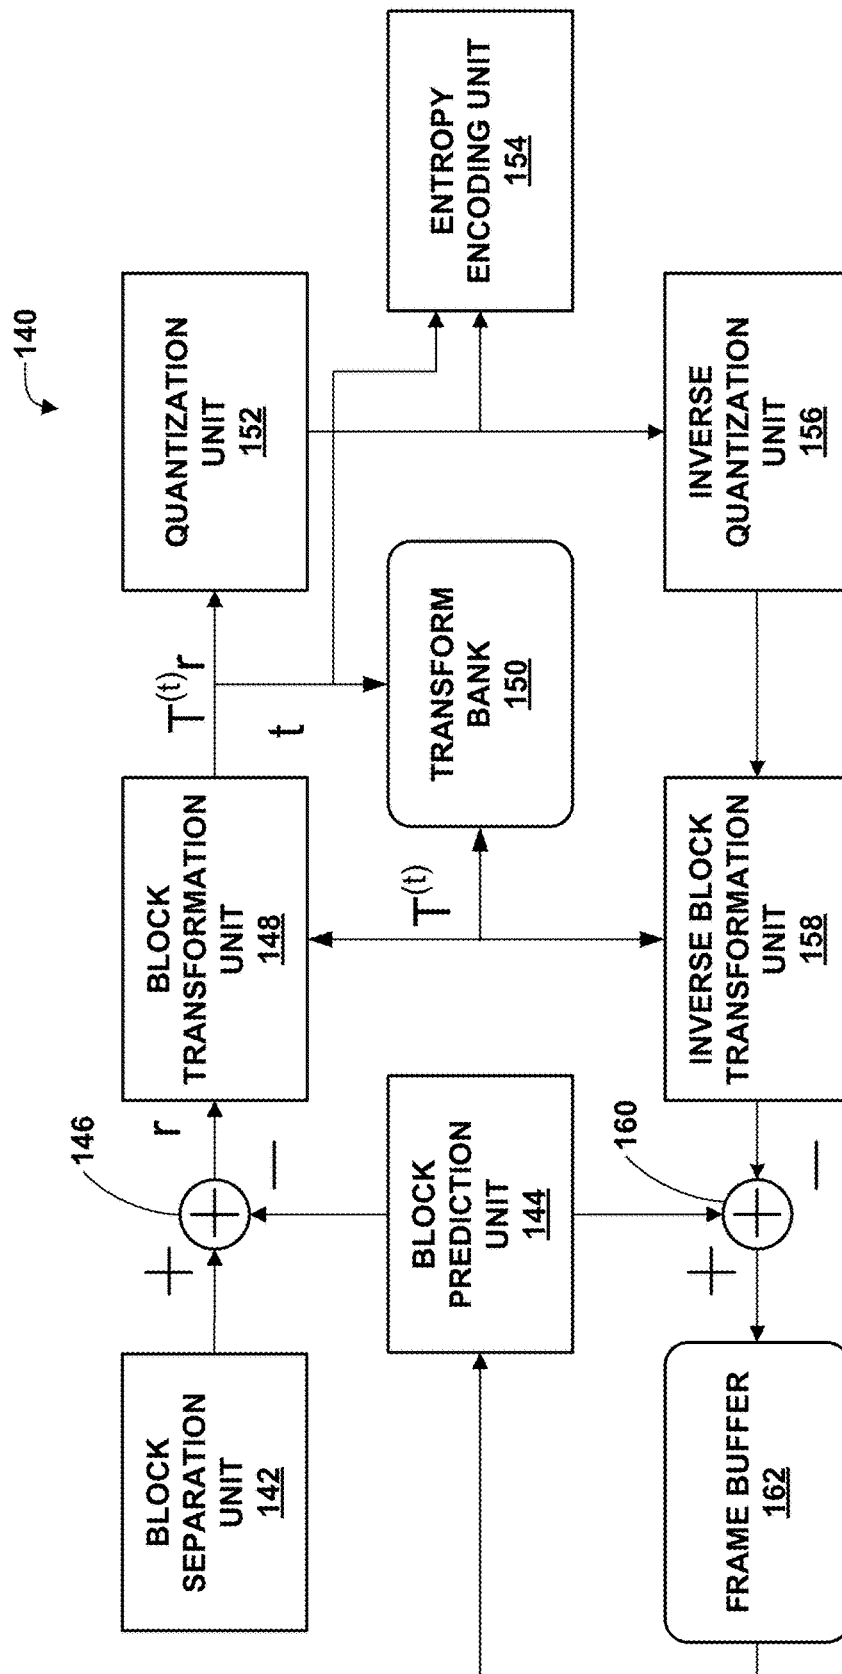 140
BLOCK
SEPARATION
UNIT
142
+
146
r
−
BLOCK
TRANSFORMATION
UNIT
148
T(t)r
t
QUANTIZATION
UNIT
152
BLOCK
PREDICTION
UNIT
144
T(t)
TRANSFORM
BANK
150
ENTROPY
ENCODING UNIT
154
FRAME BUFFER
162
+
160
−
INVERSE BLOCK
TRANSFORMATION
UNIT
158
INVERSE
QUANTIZATION
UNIT
156